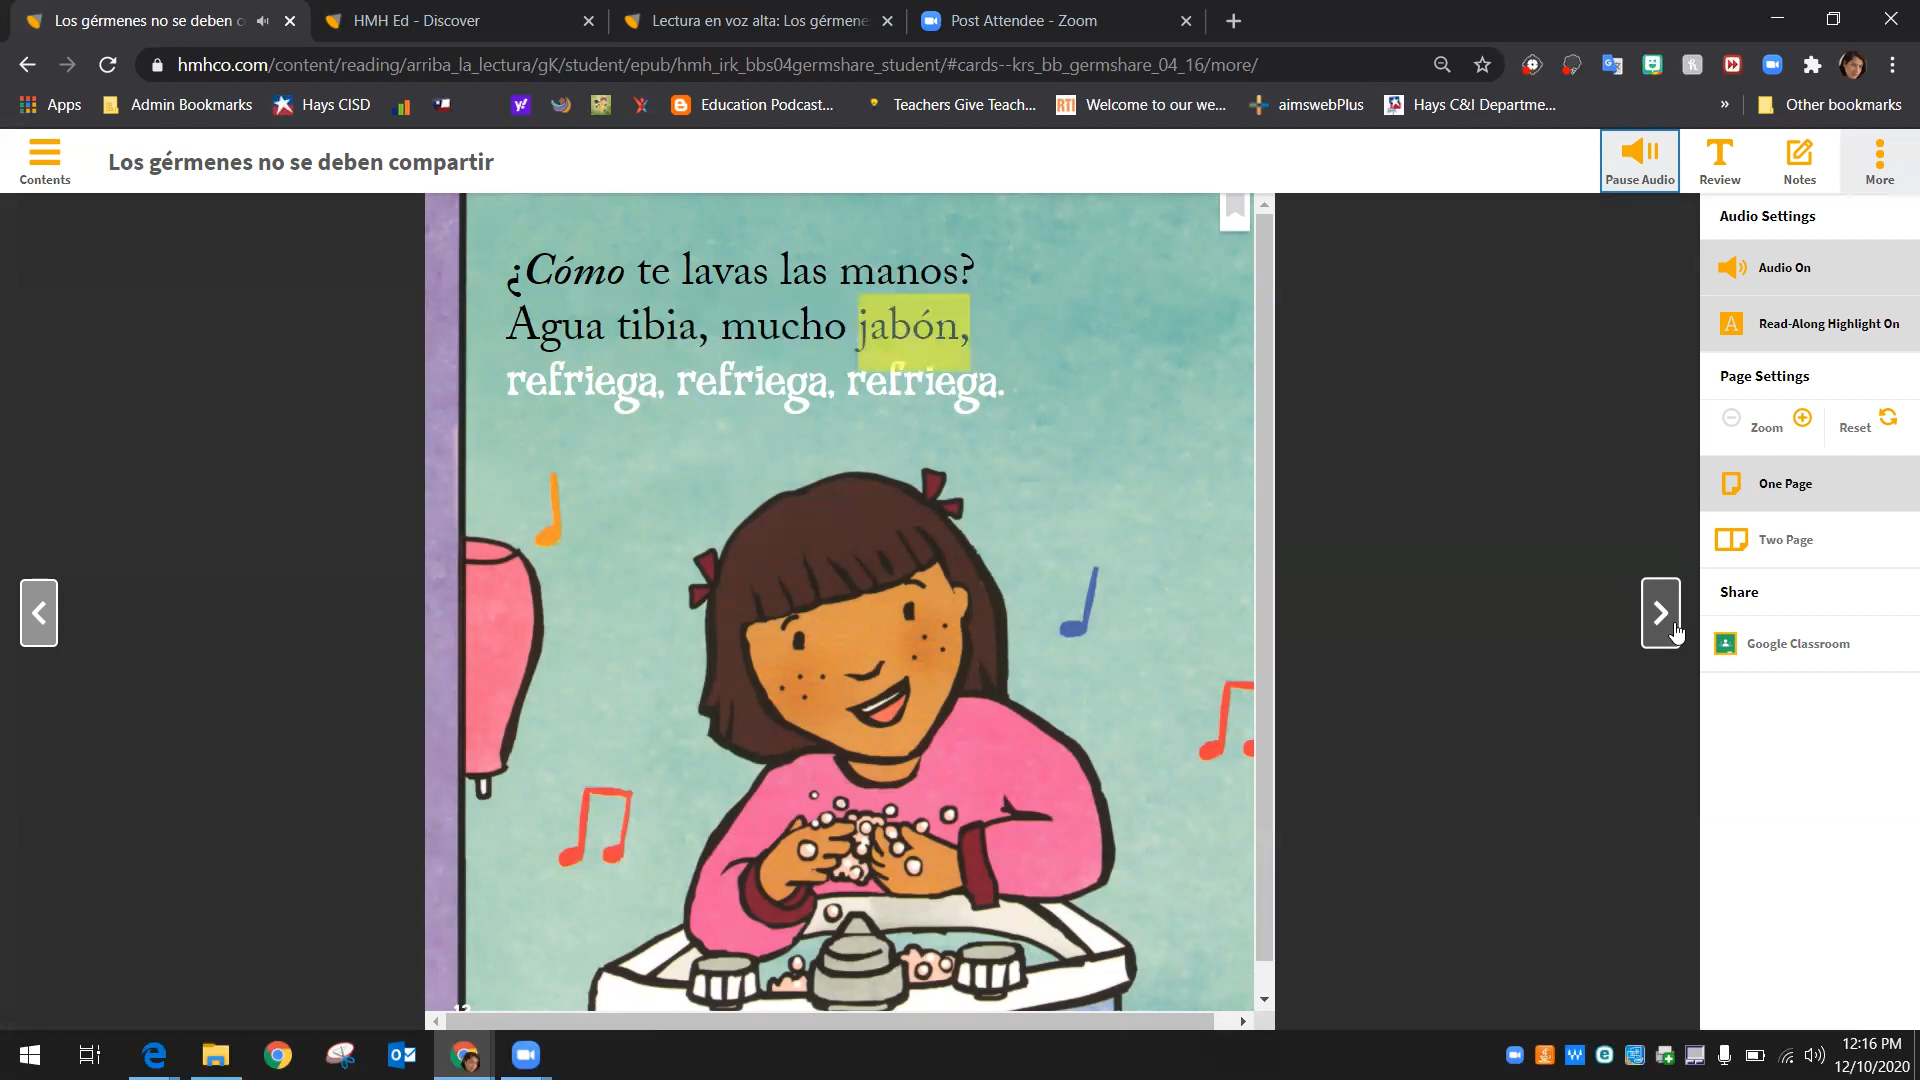 Los gérmenes no se deben c
HMH Ed - Discover
Lectura en voz alta: Los gérmene
Post Attendee - Zoom
hmhco.com/content/reading/arriba_la_lectura/gK/student/epub/hmh_irk_bbs04germshare_student/#cards--krs_bb_germshare_04_16/more/
Apps
Admin Bookmarks
Hays CISD
Education Podcast...
Teachers Give Teach...
RTI
Welcome to our we...
aimswebPlus
Hays C&I Departme...
»
Other bookmarks
Contents
Los gérmenes no se deben compartir
Pause Audio
Review
Notes
More
¿Cómo te lavas las manos?
Agua tibia, mucho jabón,
refriega, refriega, refriega.
Audio Settings
Audio On
Read-Along Highlight On
Page Settings
Zoom
Reset
One Page
Two Page
Share
Google Classroom
12:16 PM
12/10/2020